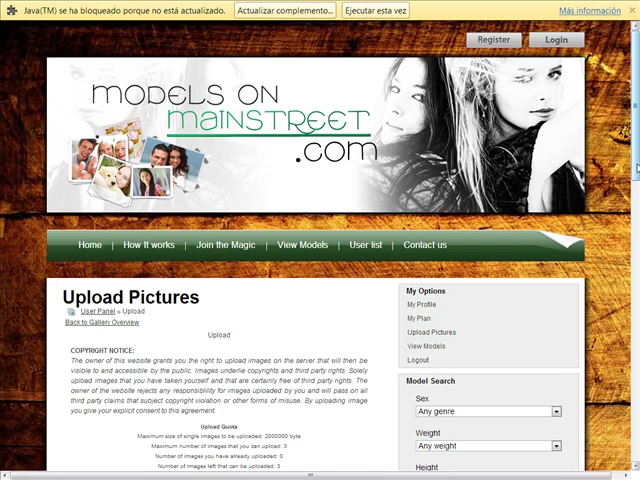 Java(TM) se ha bloqueado porque no está actualizado. Actualizar complemento... Ejecutar esta vez Más información
Register Login
MODELS ON
MAINSTREET
.COM
Home | How It works | Join the Magic | View Models | User list | Contact us
Upload Pictures
User Panel » Upload
Back to Gallery Overview
Upload
COPYRIGHT NOTICE:
The owner of this website grants you the right to upload images on the server that will then be
visible to and accessible by the public. Images underlie copyrights and third party rights. Solely
upload images that you have taken yourself and that are certainly free of third party rights. The
owner of the website rejects any responsiblility for images uploaded by you and will pass on all
third party claims that subject copyright violation or other forms of misuse. By uploading image
you give your explicit consent to this agreement.
Upload Quota
Maximum size of single images to be uploaded: 2000000 byte
Maximum number of images that you can upload: 3
Number of images you have already uploaded: 0
Number of images left that can be uploaded: 3
My Options
My Profile
My Plan
Upload Pictures
View Models
Logout
Model Search
Sex
Any genre
Weight
Any weight
Height